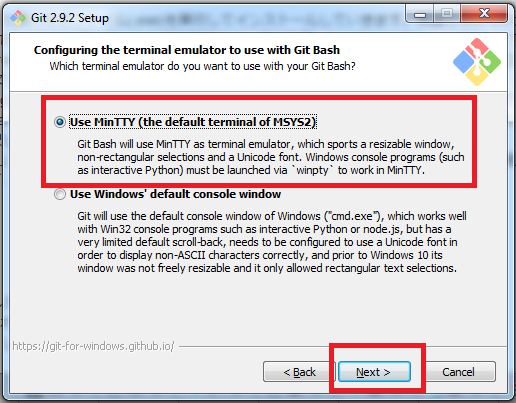 Git 2.9.2 Setup
Configuring the terminal emulator to use with Git Bash
Which terminal emulator do you want to use with your Git Bash?
Use MinTTY (the default terminal of MSYS2)
Git Bash will use MinTTY as terminal emulator, which sports a resizable window,
non-rectangular selections and a Unicode font. Windows console programs (such
as interactive Python) must be launched via `winpty` to work in MinTTY.
Use Windows' default console window
Git will use the default console window of Windows ("cmd.exe"), which works well
with Win32 console programs such as interactive Python or node.js, but has a
very limited default scroll-back, needs to be configured to use a Unicode font in
order to display non-ASCII characters correctly, and prior to Windows 10 its
window was not freely resizable and it only allowed rectangular text selections.
https://git-for-windows.github.io/
< Back
Next >
Cancel